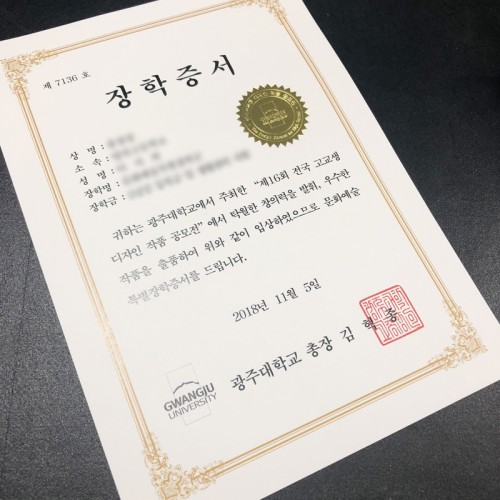 제 7136 호
장학증서
상 명 :
소 속 :
성 명 :
장학명 :
장학금 :
귀하는 광주대학교에서 주최한 “제16회 전국 고교생
디자인 작품 공모전”에서 탁월한 창의력을 발휘, 우수한
작품을 출품하여 위와 같이 입상하였으므로 문화예술
특별장학증서를 드립니다.
2018년 11월 5일
광주대학교 총장 김 혁 종
GWANGJU
UNIVERSITY